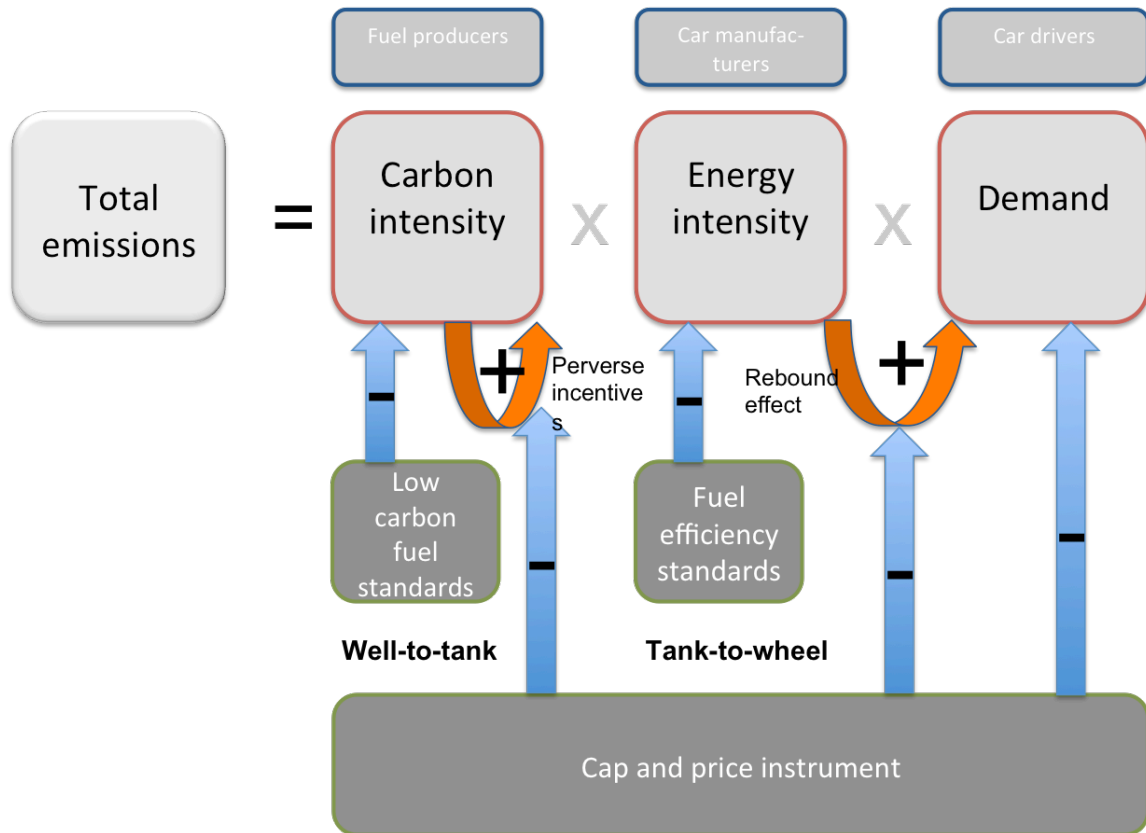 Fuel producers
Car manufac-
turers
Car drivers
Total
emissions
=
Carbon
intensity
X
Energy
intensity
X
Demand
+
Perverse
incentive
s
Rebound
effect
+
-
-
Low
carbon
fuel
standards
Fuel
efficiency
standards
-
-
-
Well-to-tank
Tank-to-wheel
Cap and price instrument